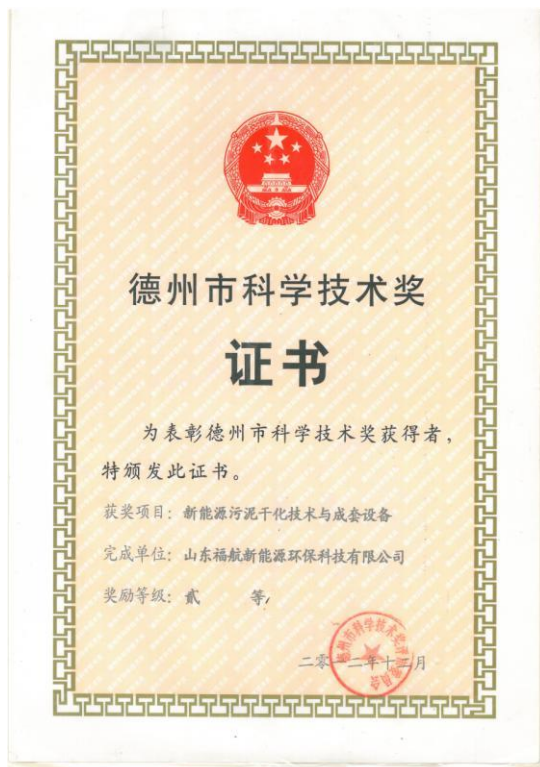 德州市科学技术奖
证书
为表彰德州市科学技术奖获得者，
特颁发此证书。
获奖项目：新能源污泥干化技术与成套设备
完成单位：山东福航新能源环保科技有限公司
奖励等级：贰 等
二零一二年十二月